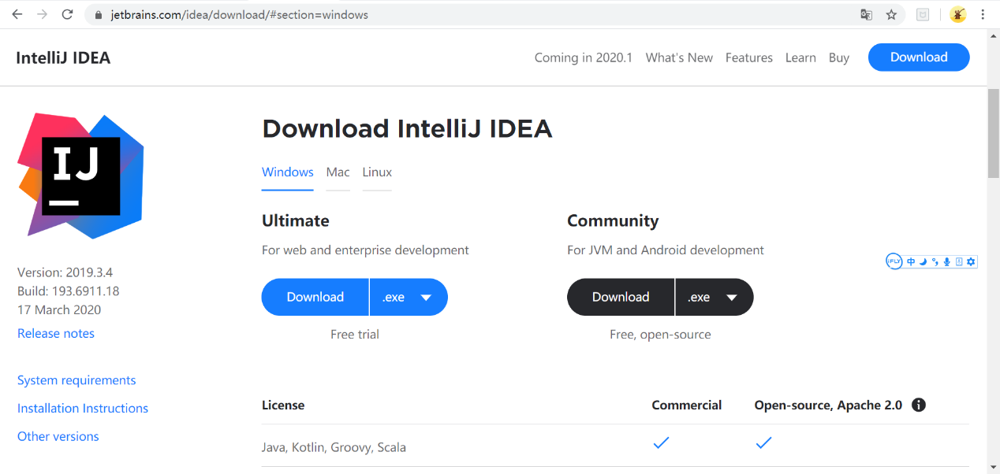 jetbrains.com/idea/download/#section=windows
IntelliJ IDEA
Coming in 2020.1 What's New Features Learn Buy Download
IJ
Download IntelliJ IDEA
Windows Mac Linux
Ultimate
For web and enterprise development
Download .exe
Free trial
Community
For JVM and Android development
Download .exe
Free, open-source
iFLY 中
Version: 2019.3.4
Build: 193.6911.18
17 March 2020
Release notes
System requirements
Installation Instructions
Other versions
License Commercial Open-source, Apache 2.0
Java, Kotlin, Groovy, Scala